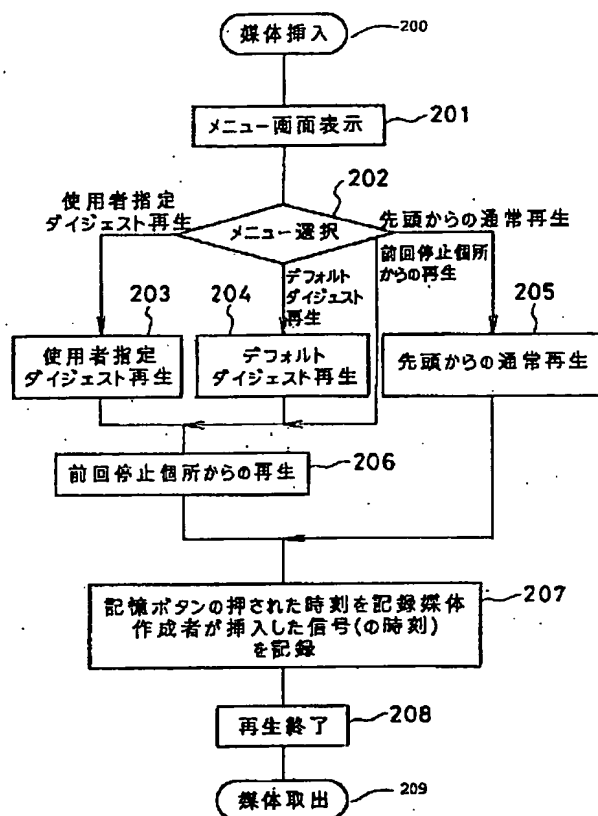 媒体挿入
200
メニュー画面表示
201
202
使用者指定
ダイジェスト再生
メニュー選択
先頭からの通常再生
前回停止個所
からの再生
デフォルト
ダイジェスト
再生
203
204
205
使用者指定
ダイジェスト再生
デフォルト
ダイジェスト再生
先頭からの通常再生
206
前回停止個所からの再生
207
記憶ボタンの押された時刻を記録媒体
作成者が挿入した信号(の時刻)
を記録
再生終了
208
媒体取出
209